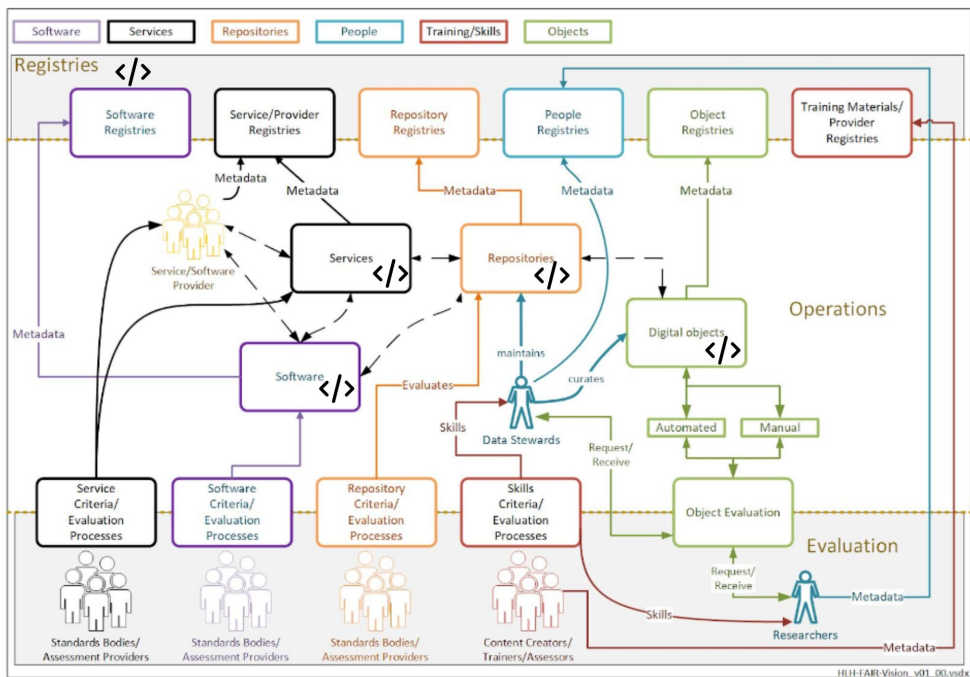 Software
Services
Repositories
People
Training/Skills
Objects
Registries
</>
Software
Registries
Service/Provider
Registries
Repository
Registries
People
Registries
Object
Registries
Training Materials/
Provider
Registries
Metadata
Metadata
Metadata
Metadata
Metadata
Service/Software
Provider
Services
</>
Repositories
</>
Operations
Metadata
Digital objects
</>
Software
</>
maintains
curates
Evaluates
Skills
Data Stewards
Automated
Manual
Request/
Receive
Service
Criteria/
Evaluation
Processes
Software
Criteria/
Evaluation
Processes
Repository
Criteria/
Evaluation
Processes
Skills
Criteria/
Evaluation
Processes
Object Evaluation
Evaluation
Request/
Receive
Metadata
Skills
Researchers
Standards Bodies/
Assessment Providers
Standards Bodies/
Assessment Providers
Standards Bodies/
Assessment Providers
Content Creators/
Trainers/Assessors
Metadata
HLH-FAIR-Vision_v01_00.vsdx